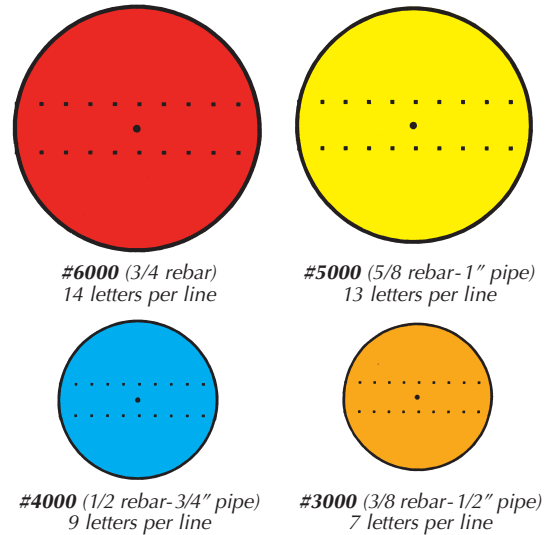 #6000 (3/4 rebar)
14 letters per line
#5000 (5/8 rebar-1" pipe)
13 letters per line
#4000 (1/2 rebar-3/4" pipe)
9 letters per line
#3000 (3/8 rebar-1/2" pipe)
7 letters per line